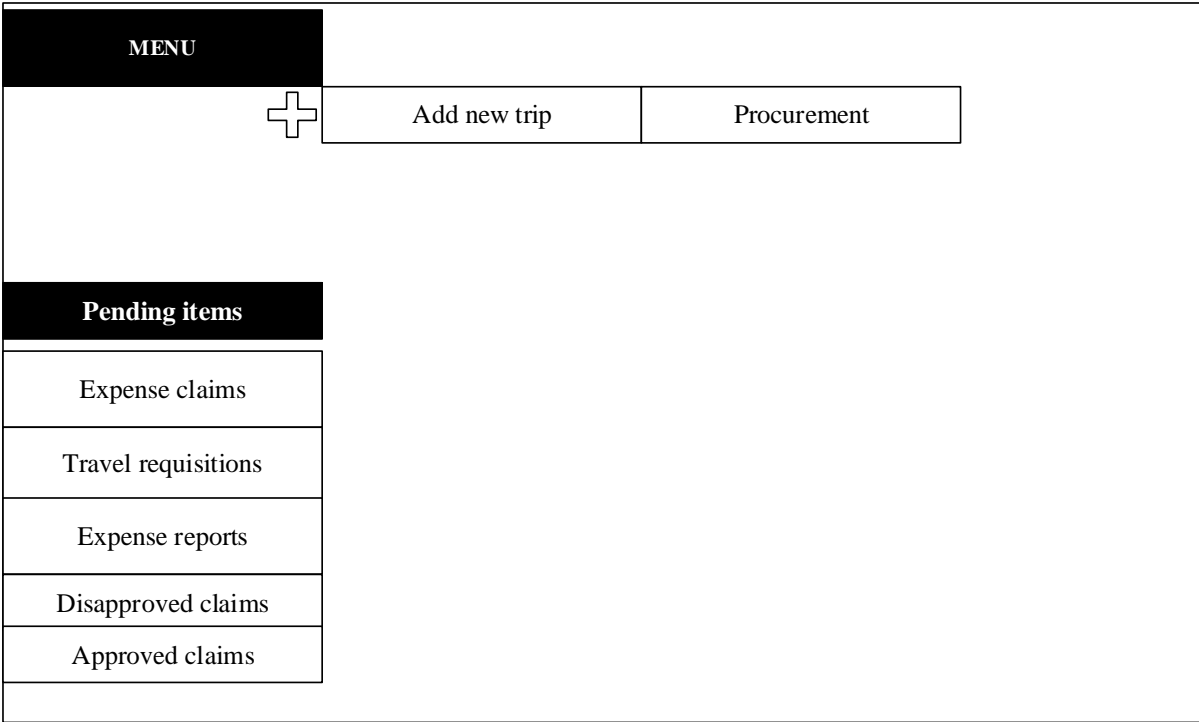 MENU
Add new trip
Procurement
Pending items
Expense claims
Travel requisitions
Expense reports
Disapproved claims
Approved claims